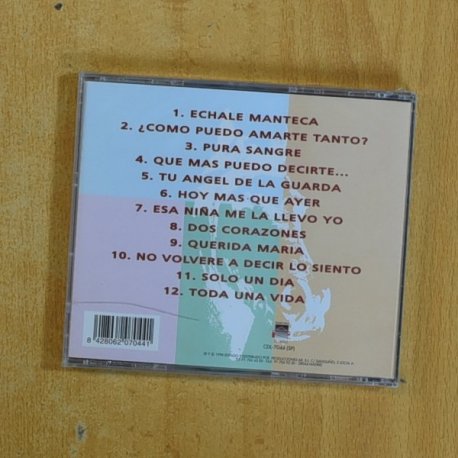 1. ECHALE MANTECA
2. ¿COMO PUEDO AMARTE TANTO?
3. PURA SANGRE
4. QUE MAS PUEDO DECIRTE...
5. TU ANGEL DE LA GUARDA
6. HOY MAS QUE AYER
7. ESA NIÑA ME LA LLEVO YO
8. DOS CORAZONES
9. QUERIDA MARIA
10. NO VOLVERE A DECIR LO SIENTO
11. SOLO UN DIA
12. TODA UNA VIDA
8 428062 070441